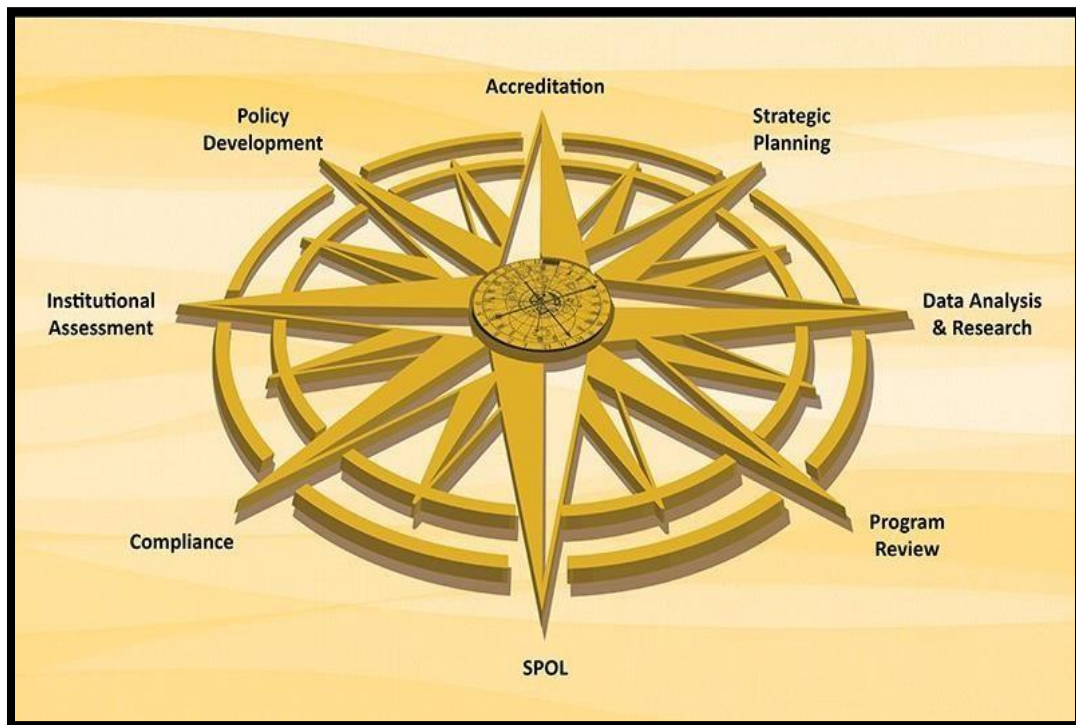 Accreditation
Policy
Development
Strategic
Planning
Institutional
Assessment
Data Analysis
& Research
Compliance
Program
Review
SPOL